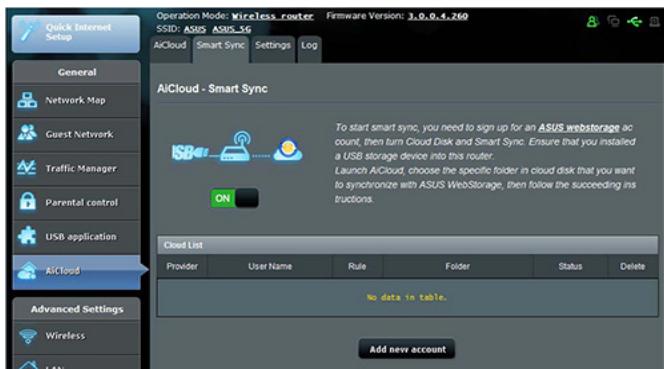 Quick Internet
Setup
Operation Mode: Wireless router Firmware Version: 3.0.0.4.260
SSID: ASUS ASUS_5G
AiCloud Smart Sync Settings Log
General
Network Map
Guest Network
Traffic Manager
Parental control
USB application
AiCloud
Advanced Settings
Wireless
LAN
AiCloud - Smart Sync
To start smart sync, you need to sign up for an ASUS webstorage ac
count, then turn Cloud Disk and Smart Sync. Ensure that you installed
a USB storage device into this router.
Launch AiCloud, choose the specific folder in cloud disk that you want
to synchronize with ASUS WebStorage, then follow the succeeding ins
tructions.
ON
Cloud List
Provider User Name Rule Folder Status Delete
No data in table.
Add new account